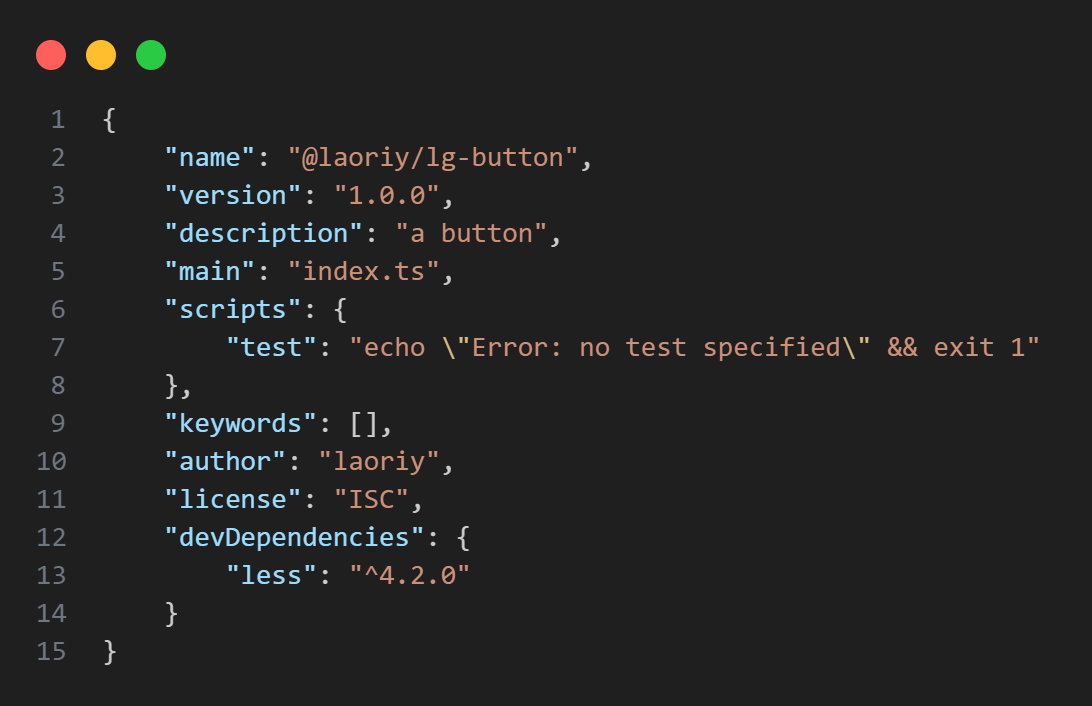 1 {
2     "name": "@laoriy/lg-button",
3     "version": "1.0.0",
4     "description": "a button",
5     "main": "index.ts",
6     "scripts": {
7         "test": "echo \"Error: no test specified\" && exit 1"
8     },
9     "keywords": [],
10     "author": "laoriy",
11     "license": "ISC",
12     "devDependencies": {
13         "less": "^4.2.0"
14     }
15 }